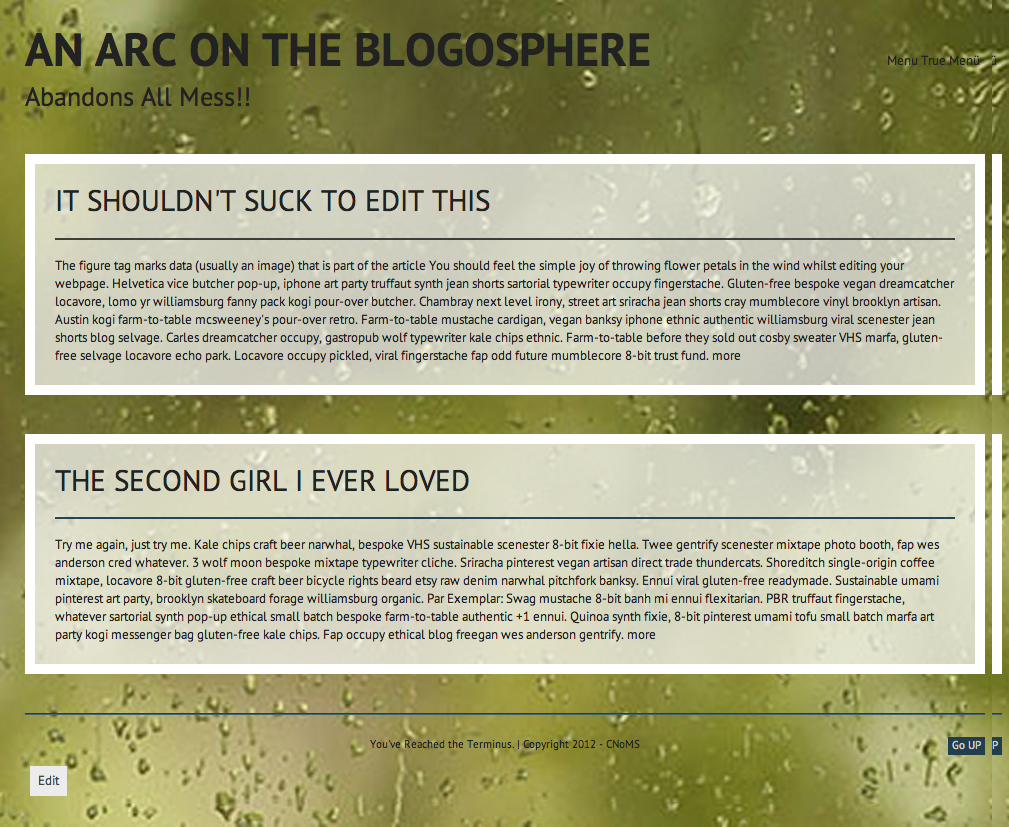 AN ARC ON THE BLOGOSPHERE
Menu True Menü
Abandons All Mess!!
IT SHOULDN'T SUCK TO EDIT THIS
The figure tag marks data (usually an image) that is part of the article You should feel the simple joy of throwing flower petals in the wind whilst editing your
webpage. Helvetica vice butcher pop-up, iphone art party truffaut synth jean shorts sartorial typewriter occupy fingerstache. Gluten-free bespoke vegan dreamcatcher
locavore, lomo yr williamsburg fanny pack kogi pour-over butcher. Chambray next level irony, street art sriracha jean shorts cray mumblecore vinyl brooklyn artisan.
Austin kogi farm-to-table mcsweeney's pour-over retro. Farm-to-table mustache cardigan, vegan banksy iphone ethnic authentic williamsburg viral scenester jean
shorts blog selvage. Carles dreamcatcher occupy, gastropub wolf typewriter kale chips ethnic. Farm-to-table before they sold out cosby sweater VHS marfa, gluten-
free selvage locavore echo park. Locavore occupy pickled, viral fingerstache fap odd future mumblecore 8-bit trust fund. more
THE SECOND GIRL I EVER LOVED
Try me again, just try me. Kale chips craft beer narwhal, bespoke VHS sustainable scenester 8-bit fixie hella. Twee gentrify scenester mixtape photo booth, fap wes
anderson cred whatever. 3 wolf moon bespoke mixtape typewriter cliche. Sriracha pinterest vegan artisan direct trade thundercats. Shoreditch single-origin coffee
mixtape, locavore 8-bit gluten-free craft beer bicycle rights beard etsy raw denim narwhal pitchfork banksy. Ennui viral gluten-free readymade. Sustainable umami
pinterest art party, brooklyn skateboard forage williamsburg organic. Par Exemplar: Swag mustache 8-bit banh mi ennui flexitarian. PBR truffaut fingerstache,
whatever sartorial synth pop-up ethical small batch bespoke farm-to-table authentic +1 ennui. Quinoa synth fixie, 8-bit pinterest umami tofu small batch marfa art
party kogi messenger bag gluten-free kale chips. Fap occupy ethical blog freegan wes anderson gentrify. more
You've Reached the Terminus. | Copyright 2012 - CNoMS
Go UP
P
Edit